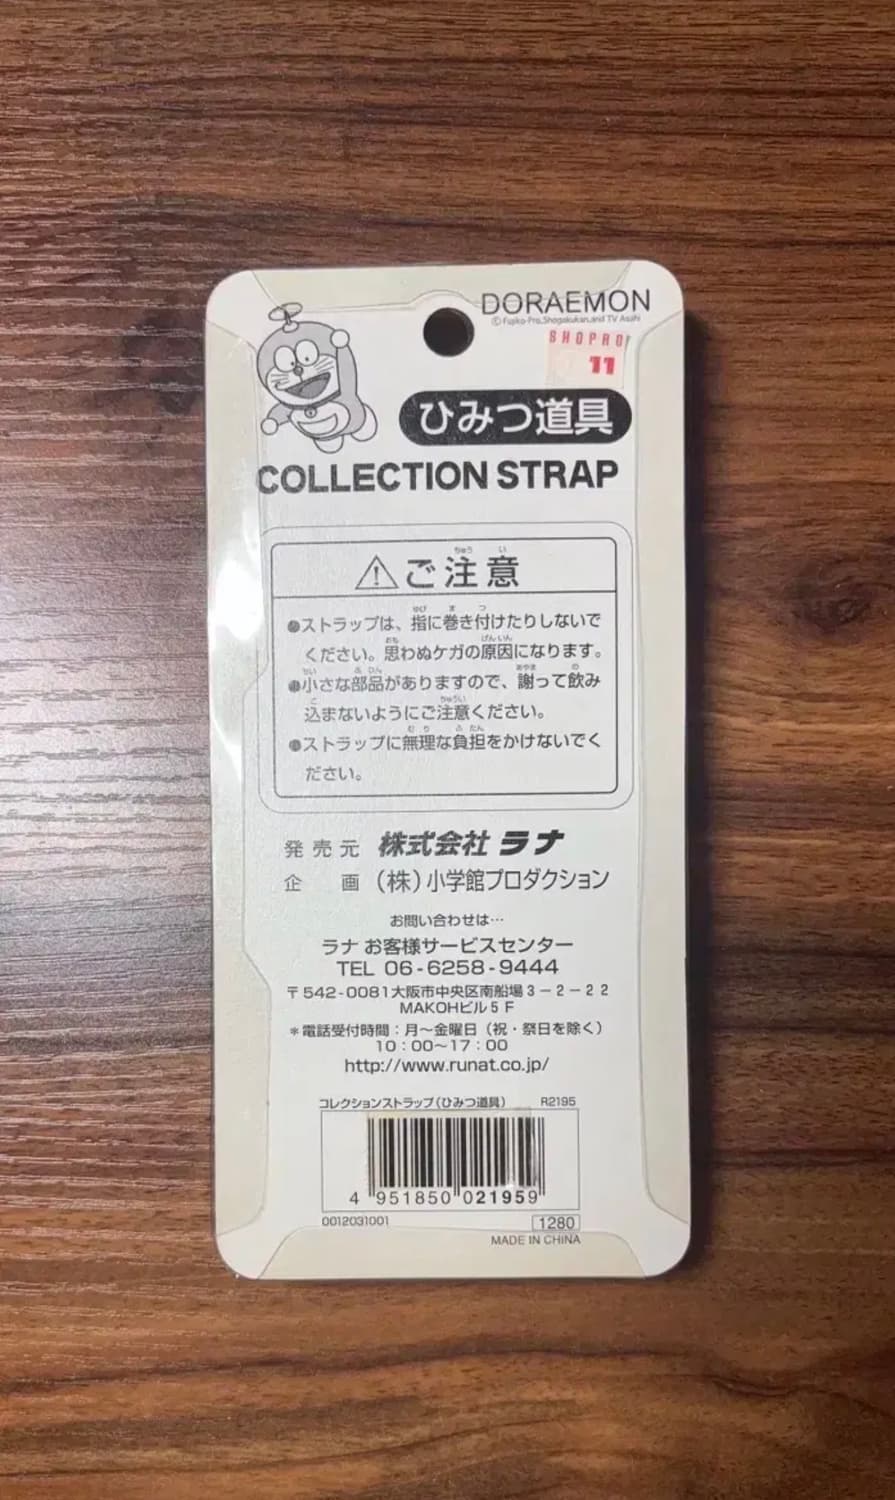 DORAEMON
©Fujiko-Pro,Shogakukan,and TV Asahi
SHOPRO
11
ひみつ道具
COLLECTION STRAP
ご注意
●ストラップは、指に巻き付けたりしないで
ください。思わぬケガの原因になります。
●小さな部品がありますので、謝って飲み
込まないようにご注意ください。
●ストラップに無理な負担をかけないでく
ださい。
発売元 株式会社 ラナ
企画 (株)小学館プロダクション
お問い合わせは…
ラナ お客様サービスセンター
TEL 06-6258-9444
〒542-0081大阪市中央区南船場3-2-22
MAKOHビル5F
*電話受付時間:月~金曜日(祝・祭日を除く)
10:00~17:00
http://www.runat.co.jp/
コレクションストラップ(ひみつ道具) R2195
4 951850 021959
0012031001 1280
MADE IN CHINA